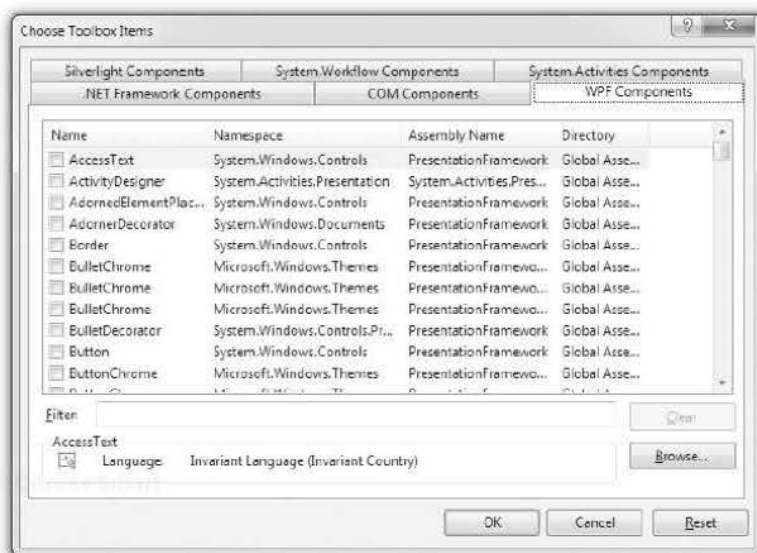 Choose Toolbox Items
Silverlight Components System.Workflow Components System.Activities Components
.NET Framework Components COM Components WPF Components
Name Namespace Assembly Name Directory
AccessText System.Windows.Controls PresentationFramework Global Asse...
ActivityDesigner System.Activities.Presentation System.Activities.Pres... Global Asse...
AdornedElementPlac... System.Windows.Controls PresentationFramework Global Asse...
AdornerDecorator System.Windows.Documents PresentationFramework Global Asse...
Border System.Windows.Controls PresentationFramework Global Asse...
BulletChrome Microsoft.Windows.Themes PresentationFramewo... Global Asse...
BulletChrome Microsoft.Windows.Themes PresentationFramewo... Global Asse...
BulletChrome Microsoft.Windows.Themes PresentationFramewo... Global Asse...
BulletDecorator System.Windows.Controls.Pr... PresentationFramework Global Asse...
Button System.Windows.Controls PresentationFramework Global Asse...
ButtonChrome Microsoft.Windows.Themes PresentationFramewo... Global Asse...
Filter: Clear
AccessText
Language: Invariant Language (Invariant Country) Browse...
OK Cancel Reset